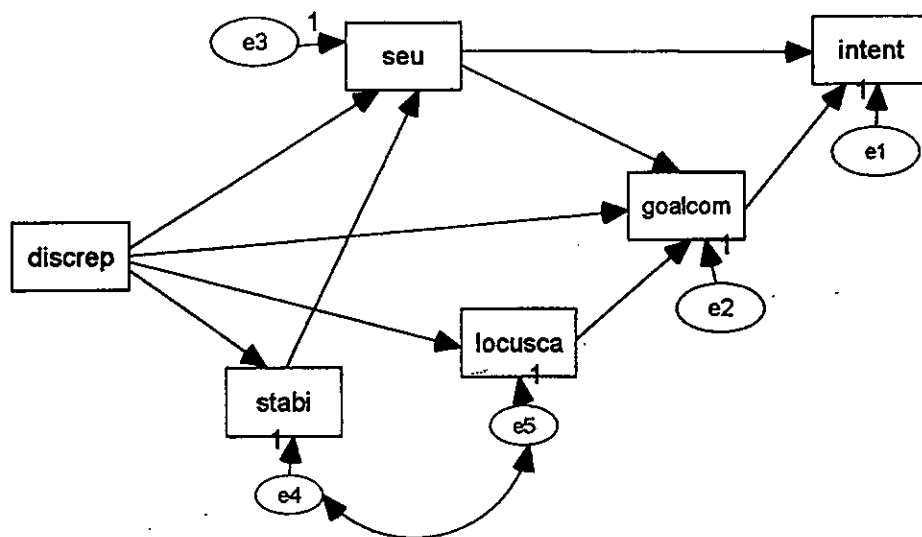 1
e3
seu
intent
1
e1
goalcom
1
discrep
e2
locusca
1
stabi
e5
1
e4